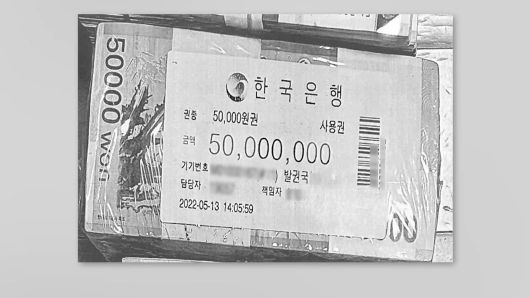 50000 won
한국은행
권종 50,000원권 사용권
금액 50,000,000
기기번호 발권국
담당자 책임자
2022-05-13 14:05:59